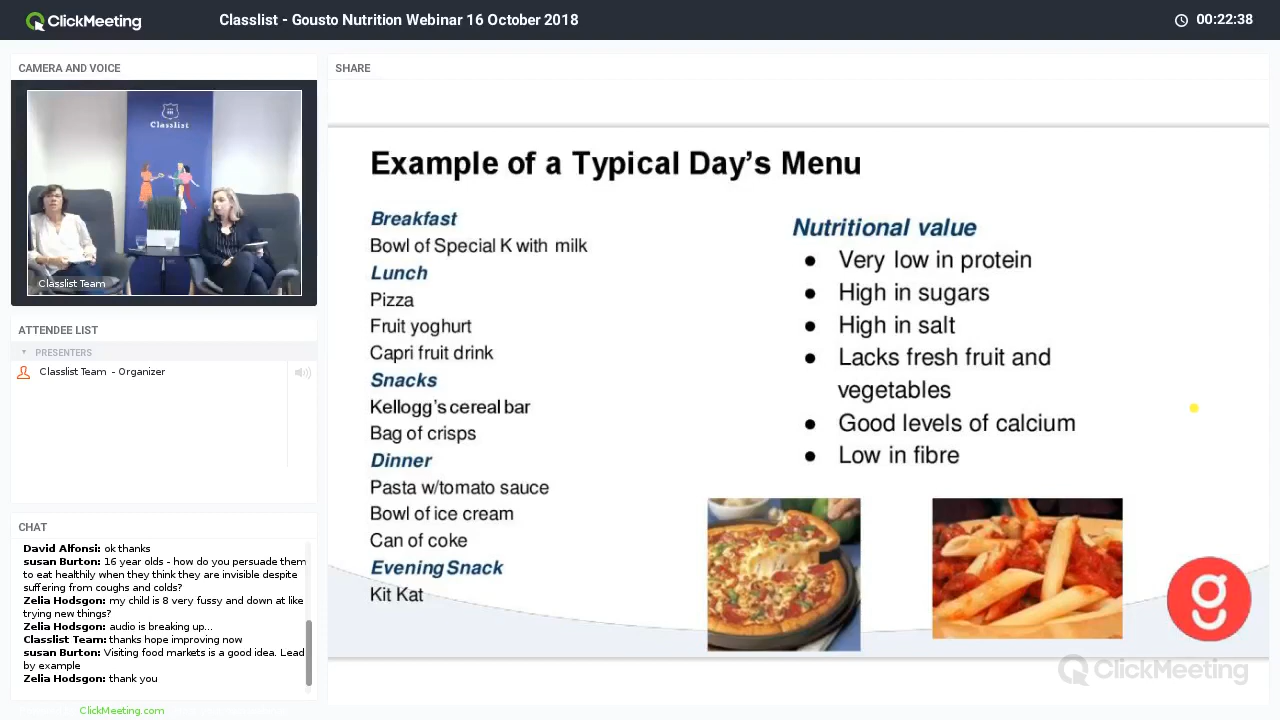 ClickMeeting
Classlist - Gousto Nutrition Webinar 16 October 2018
00:22:38
CAMERA AND VOICE
Classlist
Classlist Team
ATTENDEE LIST
PRESENTERS
Classlist Team - Organizer
CHAT
David Alfonsi: ok thanks
susan Burton: 16 year olds - how do you persuade them
to eat healthily when they think they are invisible despite
suffering from coughs and colds?
Zelia Hodsgon: my child is 8 very fussy and down at like
trying new things?
Zelia Hodsgon: audio is breaking up...
Classlist Team: thanks hope improving now
susan Burton: Visiting food markets is a good idea. Lead
by example
Zelia Hodsgon: thank you
ClickMeeting.com
SHARE
Example of a Typical Day's Menu
Breakfast
Bowl of Special K with milk
Lunch
Pizza
Fruit yoghurt
Capri fruit drink
Snacks
Kellogg's cereal bar
Bag of crisps
Dinner
Pasta w/tomato sauce
Bowl of ice cream
Can of coke
Evening Snack
Kit Kat
Nutritional value
● Very low in protein
● High in sugars
● High in salt
● Lacks fresh fruit and
vegetables
● Good levels of calcium
● Low in fibre
g
ClickMeeting